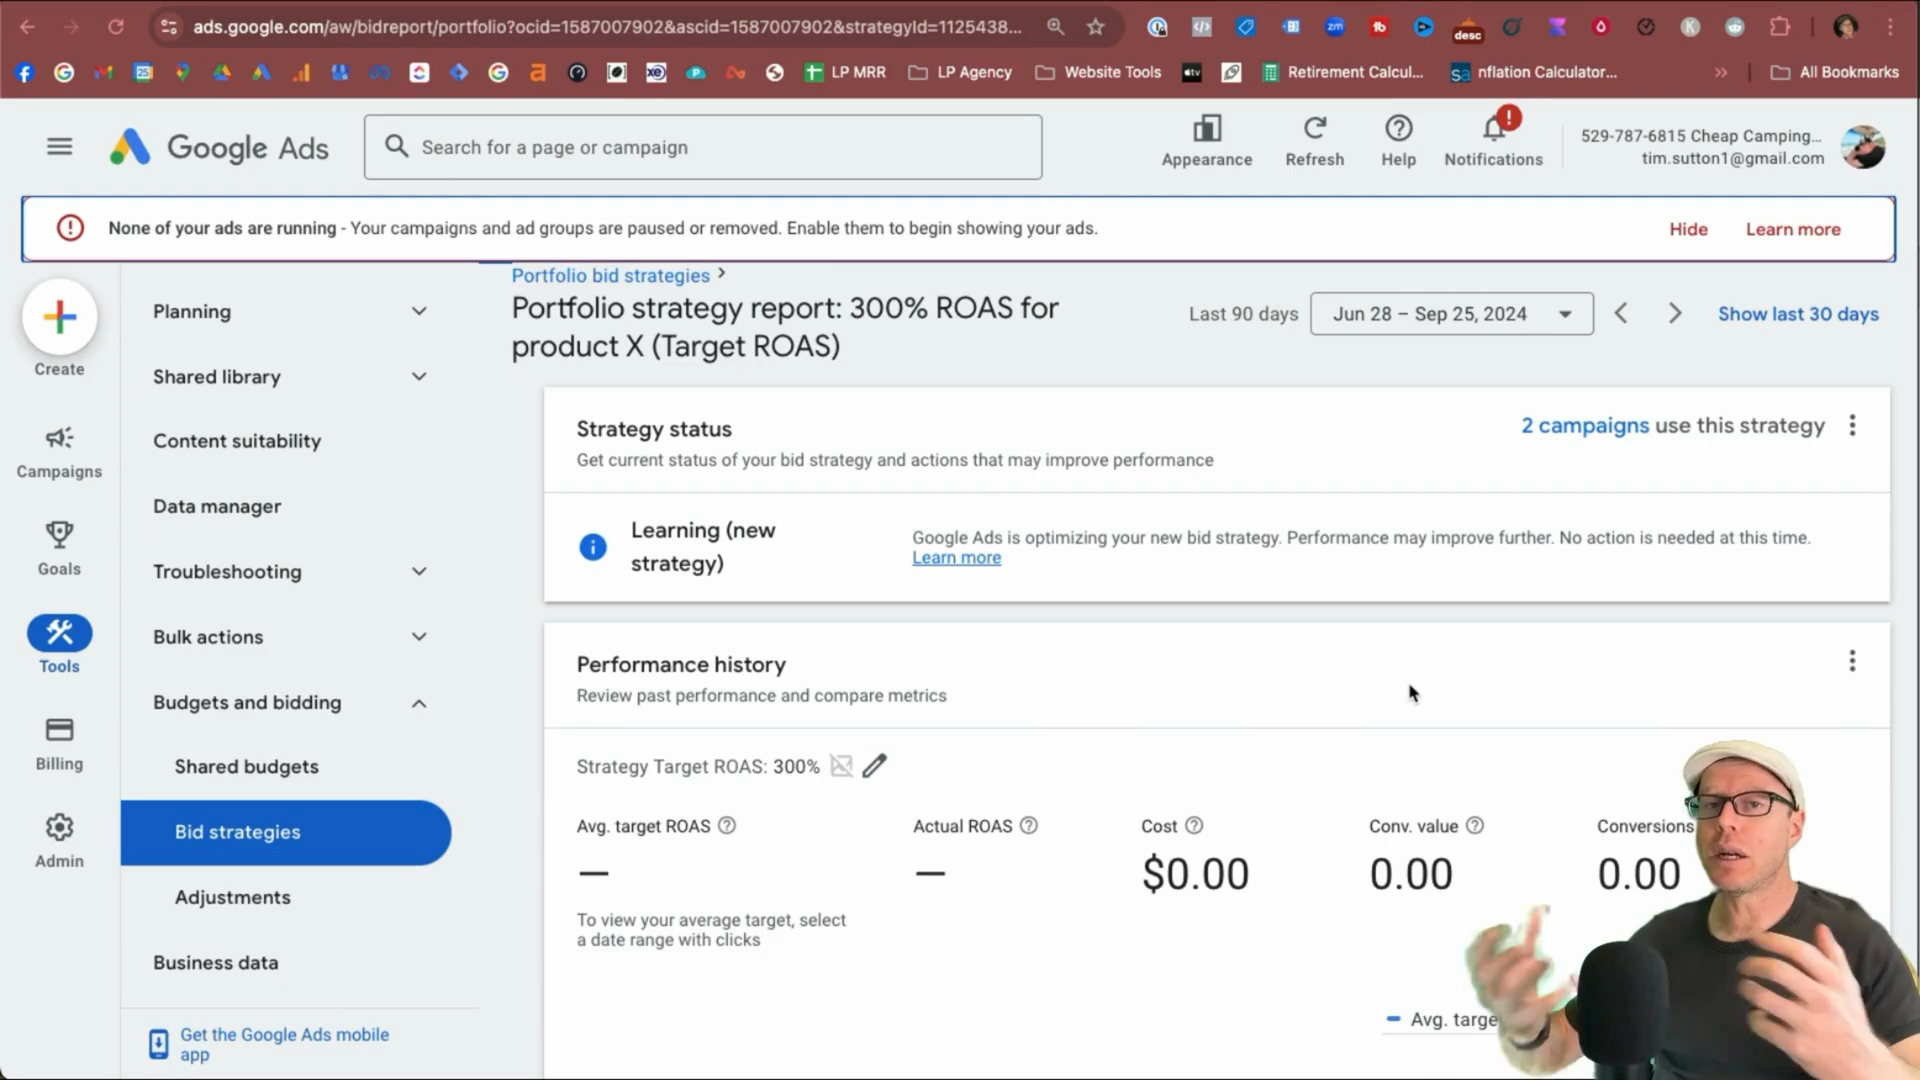 ads.google.com/aw/bidreport/portfolio?ocid=1587007902&ascid=1587007902&strategyId=1125438...
desc
LP MRR
LP Agency
Website Tools
Retirement Calcul...
nflation Calculator...
All Bookmarks
Google Ads
Search for a page or campaign
Appearance
Refresh
Help
Notifications
529-787-6815 Cheap Camping...
tim.sutton1@gmail.com
None of your ads are running - Your campaigns and ad groups are paused or removed. Enable them to begin showing your ads.
Hide
Learn more
Create
Campaigns
Goals
Tools
Billing
Admin
Planning
Shared library
Content suitability
Data manager
Troubleshooting
Bulk actions
Budgets and bidding
Shared budgets
Bid strategies
Adjustments
Business data
Get the Google Ads mobile
app
Portfolio bid strategies
Portfolio strategy report: 300% ROAS for
product X (Target ROAS)
Last 90 days
Jun 28 – Sep 25, 2024
Show last 30 days
Strategy status
Get current status of your bid strategy and actions that may improve performance
2 campaigns use this strategy
Learning (new
strategy)
Google Ads is optimizing your new bid strategy. Performance may improve further. No action is needed at this time.
Learn more
Performance history
Review past performance and compare metrics
Strategy Target ROAS: 300%
Avg. target ROAS
—
To view your average target, select
a date range with clicks
Actual ROAS
—
Cost
$0.00
Conv. value
0.00
Conversions
0.00
Avg. targe